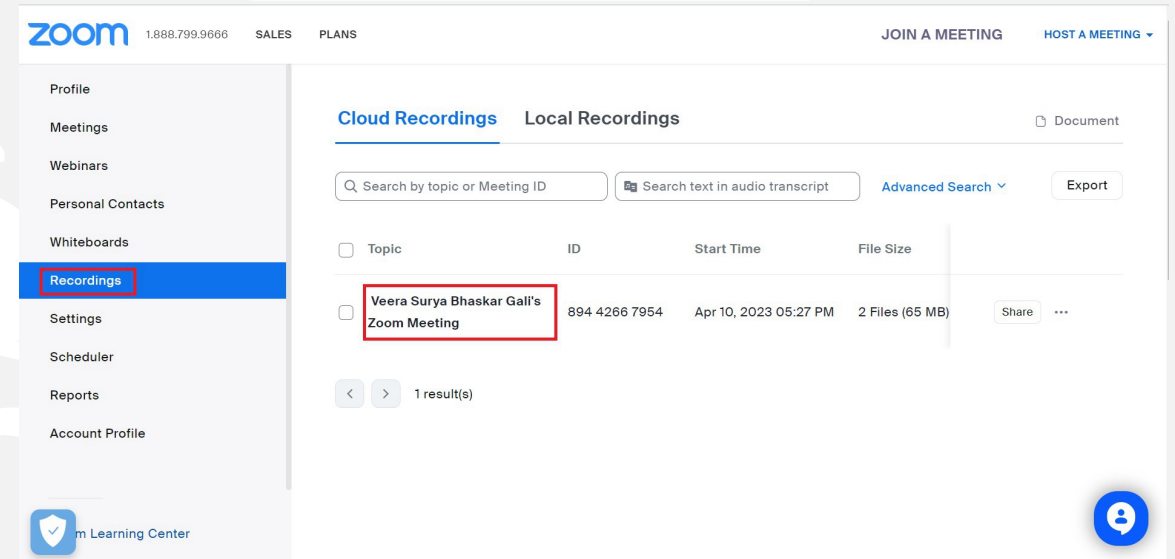 zoom 1.888.799.9666 SALES PLANS JOIN A MEETING HOST A MEETING
Profile
Meetings
Webinars
Personal Contacts
Whiteboards
Recordings
Settings
Scheduler
Reports
Account Profile
m Learning Center
Cloud Recordings Local Recordings Document
Search by topic or Meeting ID Search text in audio transcript Advanced Search Export
Topic ID Start Time File Size
Veera Surya Bhaskar Gali's
Zoom Meeting 894 4266 7954 Apr 10, 2023 05:27 PM 2 Files (65 MB) Share ...
1 result(s)